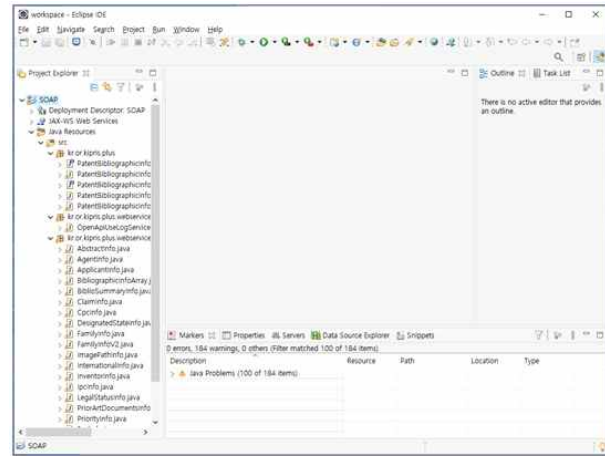 workspace - Eclipse IDE
File Edit Navigate Search Project Run Window Help
Project Explorer
SOAP
Deployment Descriptor: SOAP
JAX-WS Web Services
Java Resources
src
kr.or.kipris.plus
PatentBibliographicInfo
PatentBibliographicInfo
PatentBibliographicInfo
PatentBibliographicInfo
PatentBibliographicInfo
kr.or.kipris.plus.webservice
OpenApiUseLogService
kr.or.kipris.plus.webservice
AbstractInfo.java
AgentInfo.java
ApplicantInfo.java
BibliographicInfoArray.j
BiblioSummaryInfo.java
ClaimInfo.java
CpcInfo.java
DesignatedStateInfo.java
FamilyInfo.java
FamilyInfoV2.java
ImagePathInfo.java
InternationalInfo.java
InventorInfo.java
IpcInfo.java
LegalStatusInfo.java
PriorArtDocumentsInfo
PriorityInfo.java
SOAP
Outline Task List
There is no active editor that provides
an outline.
Markers Properties Servers Data Source Explorer Snippets
0 errors, 184 warnings, 0 others (Filter matched 100 of 184 items)
Description Resource Path Location Type
Java Problems (100 of 184 items)